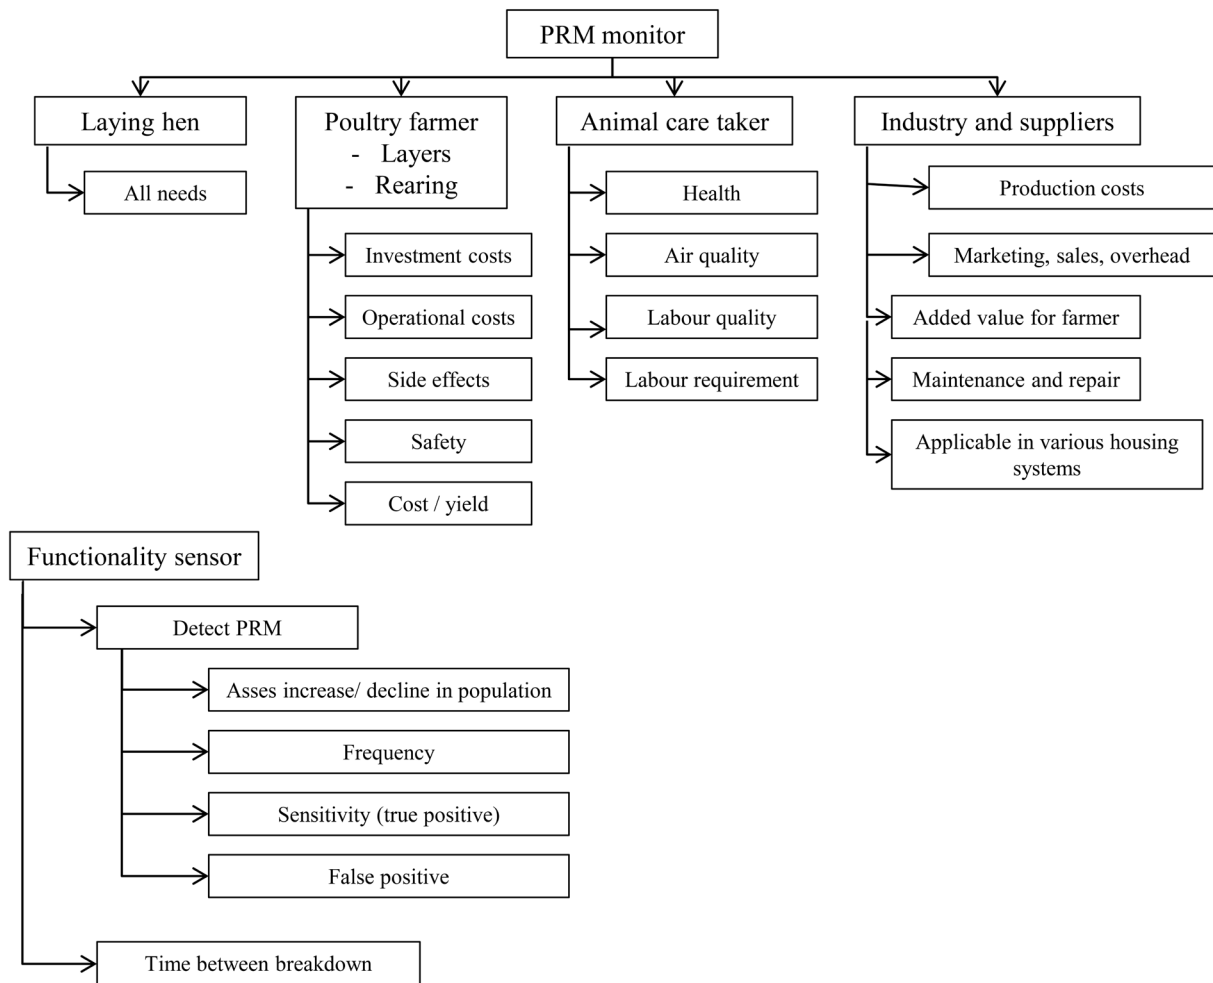 PRM monitor
Laying hen
All needs
Poultry farmer
- Layers
- Rearing
Investment costs
Operational costs
Side effects
Safety
Cost / yield
Animal care taker
Health
Air quality
Labour quality
Labour requirement
Industry and suppliers
Production costs
Marketing, sales, overhead
Added value for farmer
Maintenance and repair
Applicable in various housing
systems
Functionality sensor
Detect PRM
Asses increase/ decline in population
Frequency
Sensitivity (true positive)
False positive
Time between breakdown